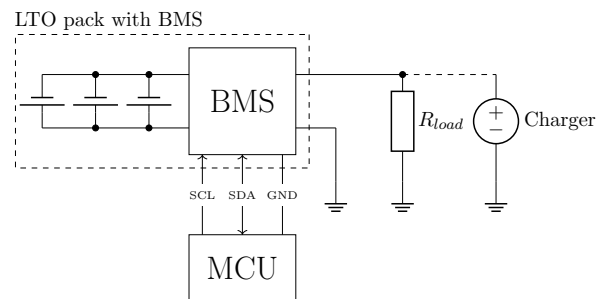 LTO pack with BMS
BMS
R_load
+
−
Charger
SCL
SDA
GND
MCU